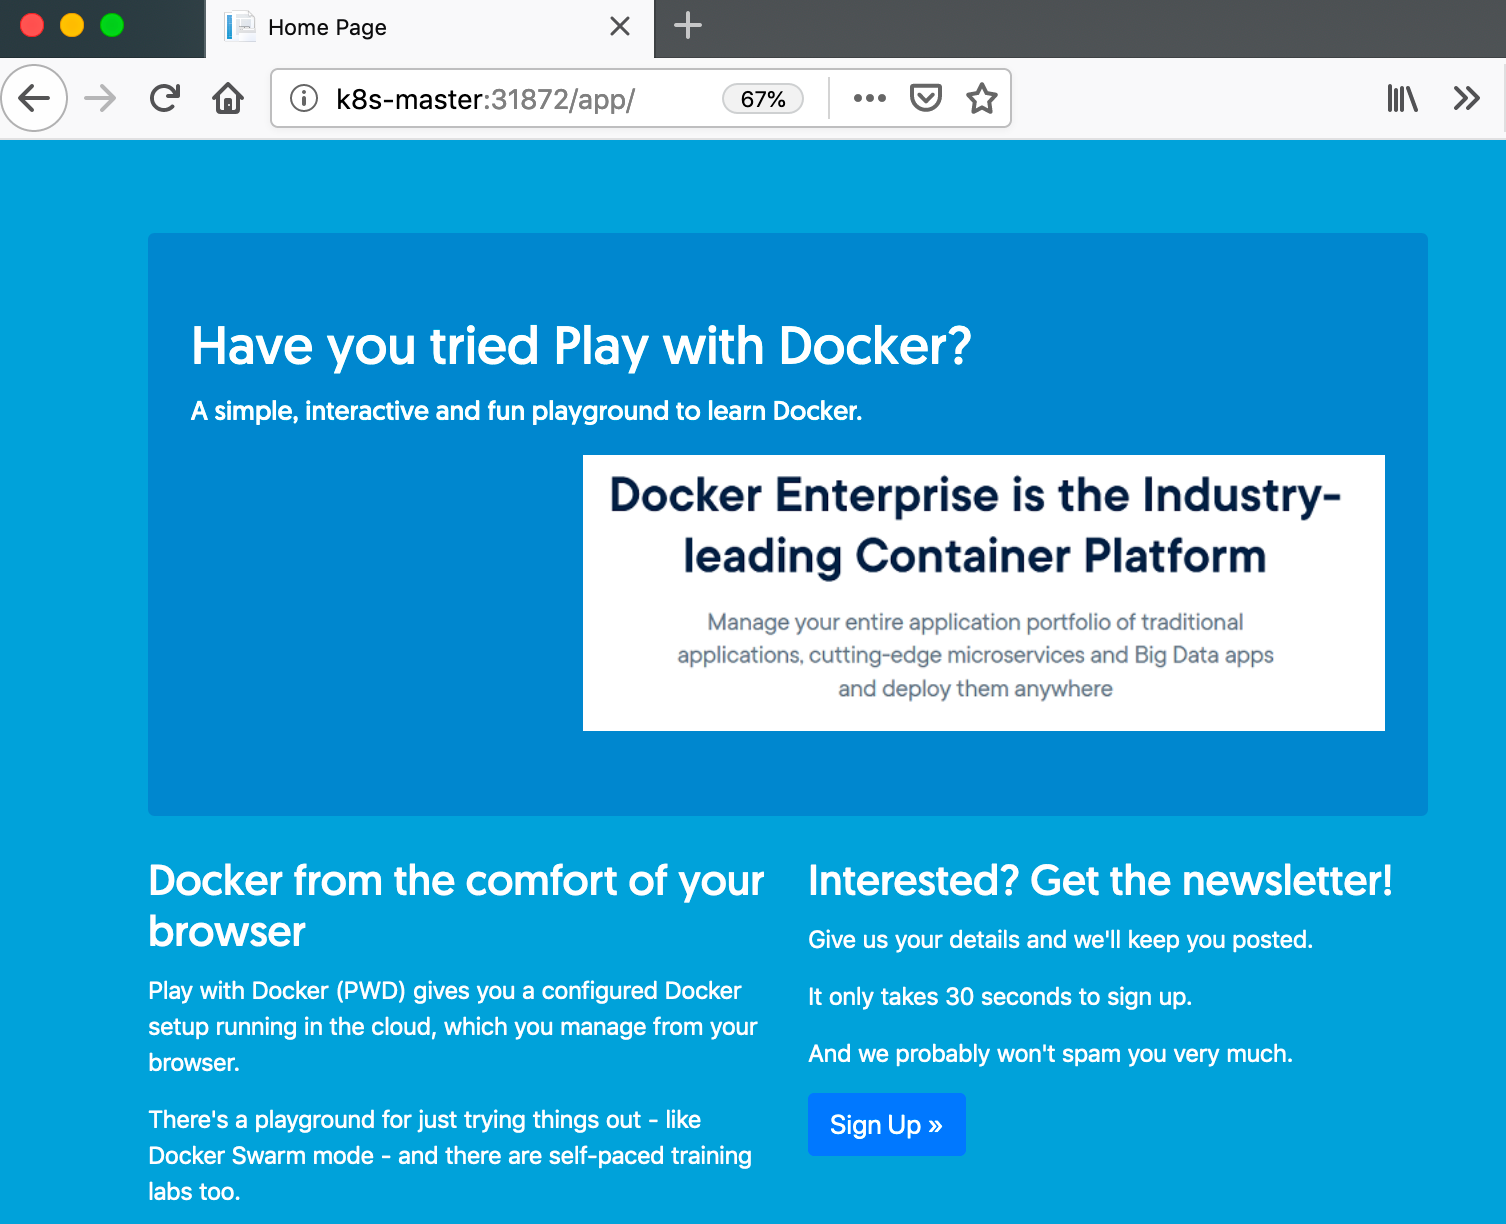 Home Page
k8s-master:31872/app/
67%
Have you tried Play with Docker?
A simple, interactive and fun playground to learn Docker.
Docker Enterprise is the Industry-
leading Container Platform
Manage your entire application portfolio of traditional
applications, cutting-edge microservices and Big Data apps
and deploy them anywhere
Docker from the comfort of your
browser
Play with Docker (PWD) gives you a configured Docker
setup running in the cloud, which you manage from your
browser.
There's a playground for just trying things out - like
Docker Swarm mode - and there are self-paced training
labs too.
Interested? Get the newsletter!
Give us your details and we'll keep you posted.
It only takes 30 seconds to sign up.
And we probably won't spam you very much.
Sign Up »